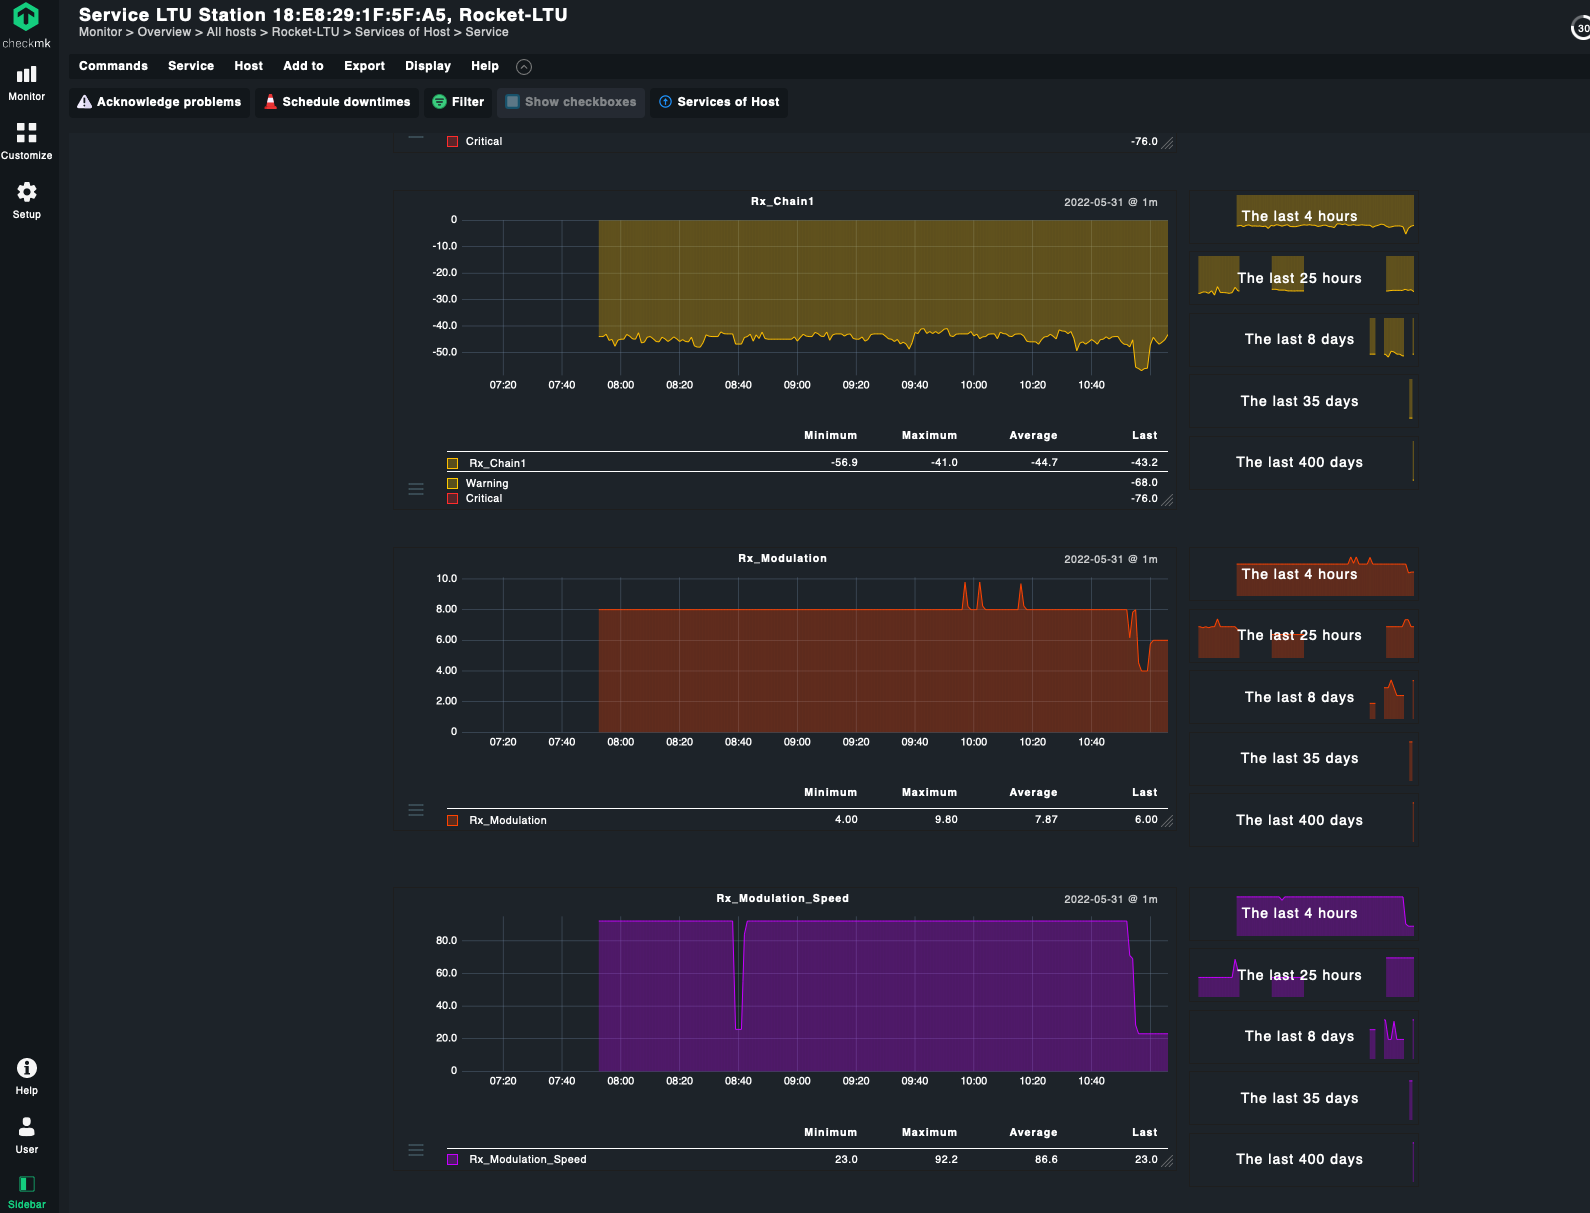 checkmk
Monitor
Customize
Setup
Help
User
Sidebar
Service LTU Station 18:E8:29:1F:5F:A5, Rocket-LTU
Monitor > Overview > All hosts > Rocket-LTU > Services of Host > Service
30
Commands Service Host Add to Export Display Help
Acknowledge problems Schedule downtimes Filter Show checkboxes Services of Host
Critical -76.0
Rx_Chain1 2022-05-31 @ 1m
0
-10.0
-20.0
-30.0
-40.0
-50.0
07:20 07:40 08:00 08:20 08:40 09:00 09:20 09:40 10:00 10:20 10:40
Minimum Maximum Average Last
Rx_Chain1 -56.9 -41.0 -44.7 -43.2
Warning -68.0
Critical -76.0
The last 4 hours
The last 25 hours
The last 8 days
The last 35 days
The last 400 days
Rx_Modulation 2022-05-31 @ 1m
10.0
8.00
6.00
4.00
2.00
0
07:20 07:40 08:00 08:20 08:40 09:00 09:20 09:40 10:00 10:20 10:40
Minimum Maximum Average Last
Rx_Modulation 4.00 9.80 7.87 6.00
The last 4 hours
The last 25 hours
The last 8 days
The last 35 days
The last 400 days
Rx_Modulation_Speed 2022-05-31 @ 1m
80.0
60.0
40.0
20.0
0
07:20 07:40 08:00 08:20 08:40 09:00 09:20 09:40 10:00 10:20 10:40
Minimum Maximum Average Last
Rx_Modulation_Speed 23.0 92.2 86.6 23.0
The last 4 hours
The last 25 hours
The last 8 days
The last 35 days
The last 400 days